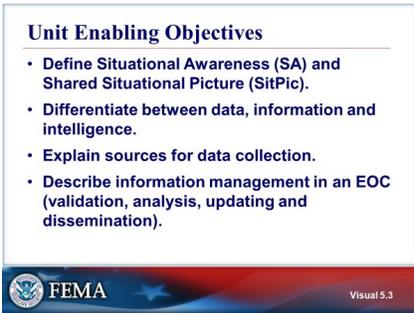 Unit Enabling Objectives
• Define Situational Awareness (SA) and
Shared Situational Picture (SitPic).
• Differentiate between data, information and
intelligence.
• Explain sources for data collection.
• Describe information management in an EOC
(validation, analysis, updating and
dissemination).
FEMA
Visual 5.3